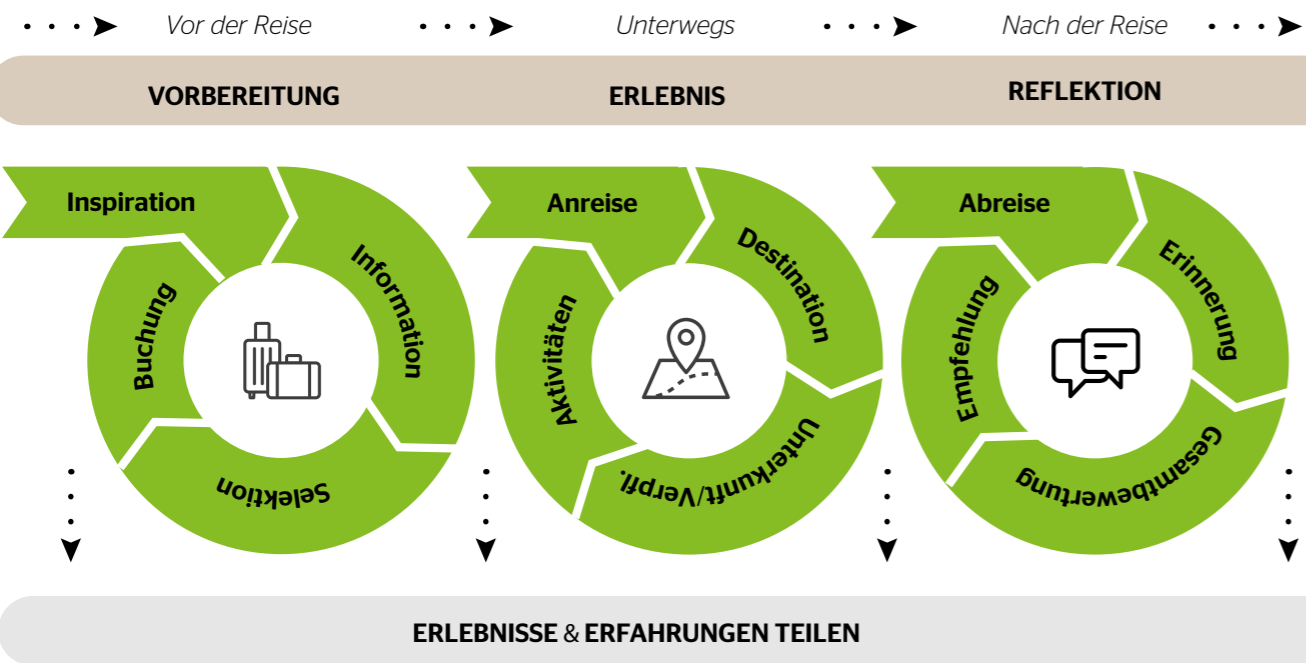 Vor der Reise
Unterwegs
Nach der Reise
VORBEREITUNG
ERLEBNIS
REFLEKTION
Inspiration
Information
Selektion
Buchung
Anreise
Destination
Unterkunft/Verpfl.
Aktivitäten
Abreise
Erinnerung
Gesamtbewertung
Empfehlung
ERLEBNISSE & ERFAHRUNGEN TEILEN